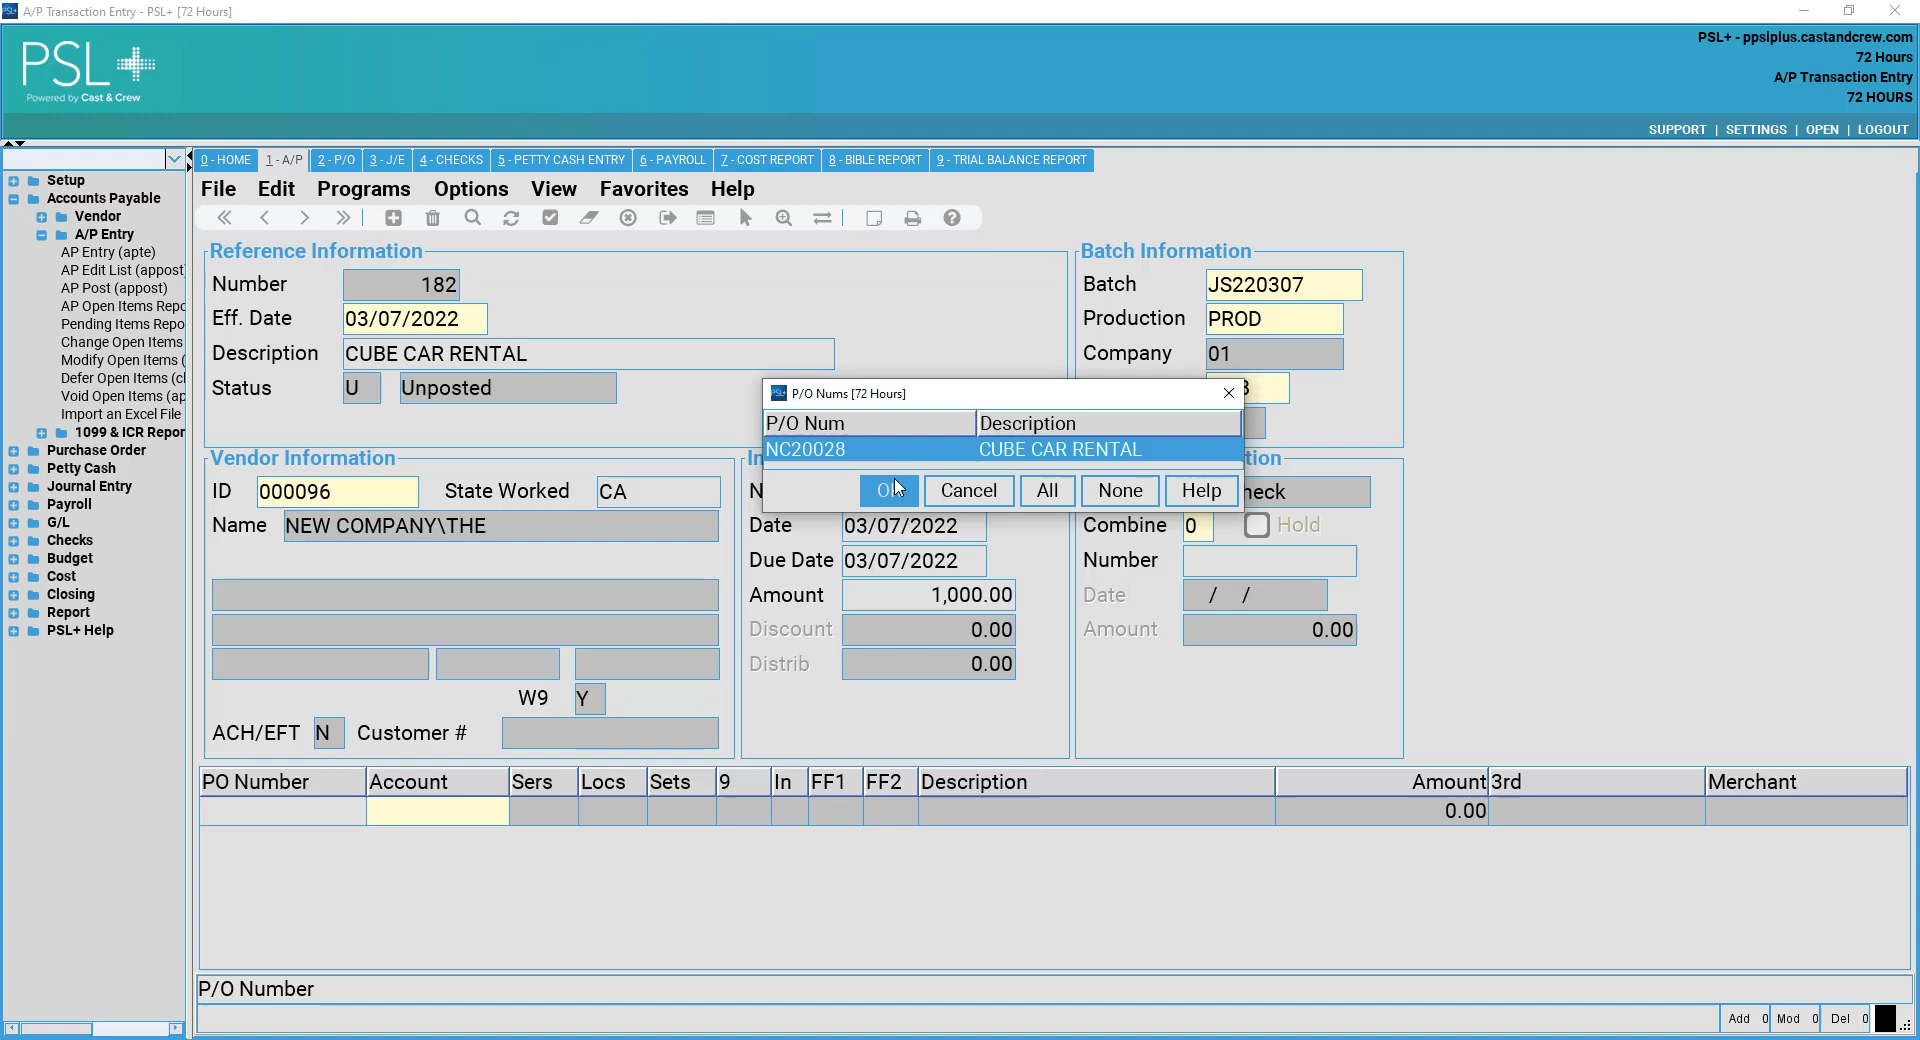 A/P Transaction Entry - PSL+ [72 Hours]
PSL+
Powered by Cast & Crew
PSL+ - ppslplus.castandcrew.com
72 Hours
A/P Transaction Entry
72 HOURS
SUPPORT | SETTINGS | OPEN | LOGOUT
0 - HOME 1 - A/P 2 - P/O 3 - J/E 4 - CHECKS 5 - PETTY CASH ENTRY 6 - PAYROLL 7 - COST REPORT 8 - BIBLE REPORT 9 - TRIAL BALANCE REPORT
File Edit Programs Options View Favorites Help
Setup
Accounts Payable
Vendor
A/P Entry
AP Entry (apte)
AP Edit List (appost
AP Post (appost)
AP Open Items Repo
Pending Items Repo
Change Open Items
Modify Open Items (
Defer Open Items (cl
Void Open Items (ap
Import an Excel File
1099 & ICR Repor
Purchase Order
Petty Cash
Journal Entry
Payroll
G/L
Checks
Budget
Cost
Closing
Report
PSL+ Help
Reference Information
Number 182
Eff. Date 03/07/2022
Description CUBE CAR RENTAL
Status U Unposted
Batch Information
Batch JS220307
Production PROD
Company 01
P/O Nums [72 Hours]
P/O Num Description
NC20028 CUBE CAR RENTAL
Cancel All None Help
Vendor Information
ID 000096 State Worked CA
Name NEW COMPANY\THE
W9 Y
ACH/EFT N Customer #
In
N
Date 03/07/2022
Due Date 03/07/2022
Amount 1,000.00
Discount 0.00
Distrib 0.00
tion
heck
Combine 0 Hold
Number
Date / /
Amount 0.00
PO Number Account Sers Locs Sets 9 In FF1 FF2 Description Amount 3rd Merchant
0.00
P/O Number
Add 0 Mod 0 Del 0